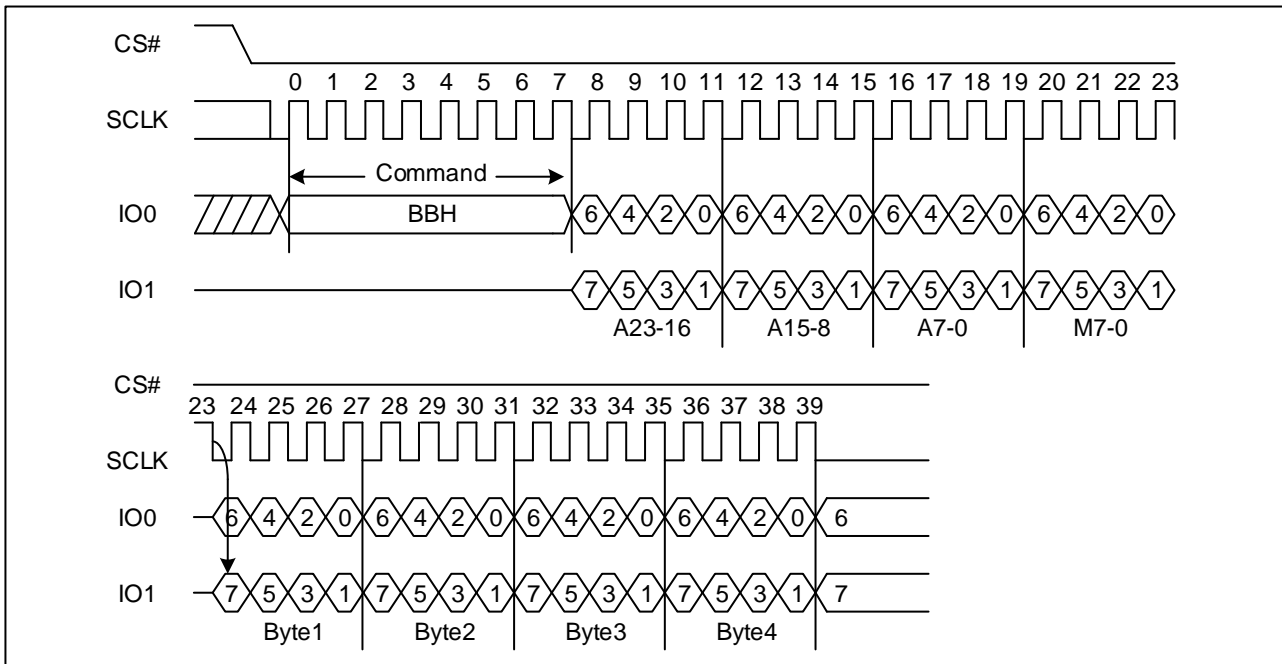 CS#
0 1 2 3 4 5 6 7 8 9 10 11 12 13 14 15 16 17 18 19 20 21 22 23
SCLK
Command
IO0 BBH 6 4 2 0 6 4 2 0 6 4 2 0 6 4 2 0
IO1 7 5 3 1 7 5 3 1 7 5 3 1 7 5 3 1
A23-16 A15-8 A7-0 M7-0
CS#
23 24 25 26 27 28 29 30 31 32 33 34 35 36 37 38 39
SCLK
IO0 6 4 2 0 6 4 2 0 6 4 2 0 6 4 2 0 6
IO1 7 5 3 1 7 5 3 1 7 5 3 1 7 5 3 1 7
Byte1 Byte2 Byte3 Byte4